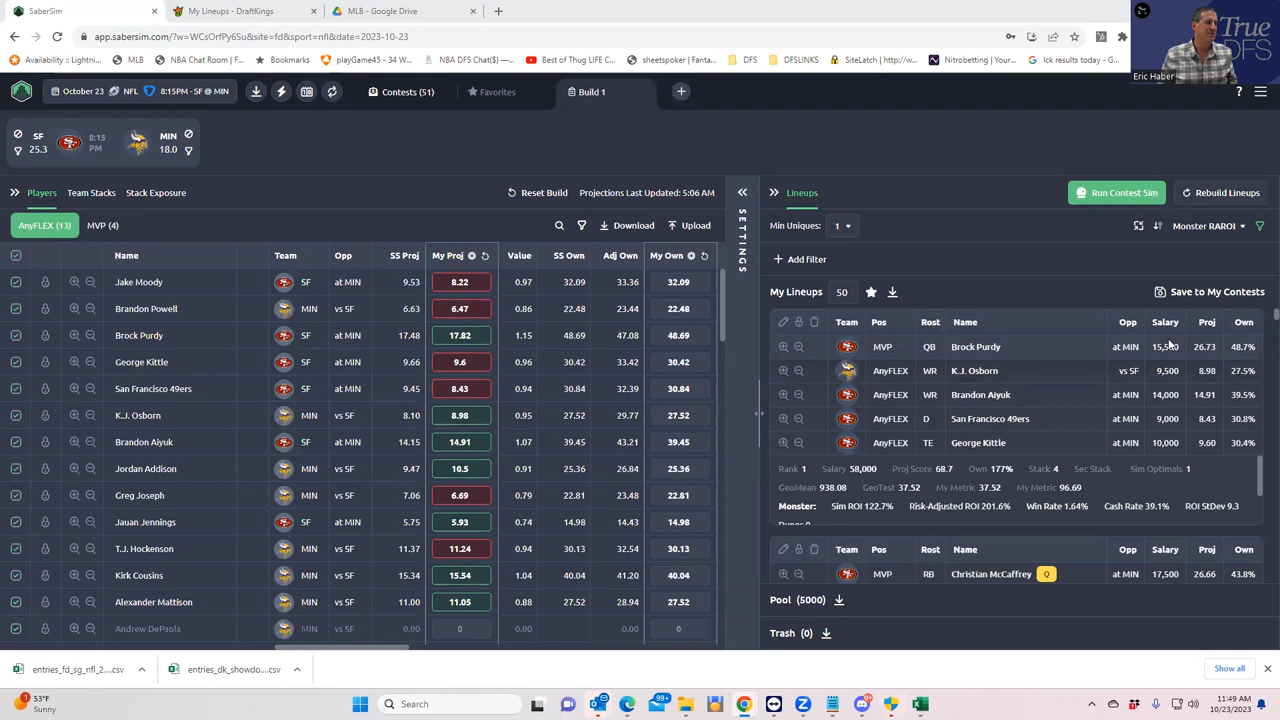 SaberSim × My Lineups - DraftKings × MLB - Google Drive × +
app.sabersim.com/?w=WCsOrfPy6Su&site=fd&sport=nfl&date=2023-10-23
Availability :: Lightni... MLB NBA Chat Room | F... Bookmarks playGame45 - 34 W... NBA DFS Chat($) —... Best of Thug LIFE C... sheetspoker | Fanta... DFS DFSLINKS SiteLatch | —... Nitrobetting | You... Ick results today - G...
True
DFS
Eric Haber
October 23 NFL 8:15PM - SF @ MIN Contests (51) Favorites Build 1 + ?
SF 25.3 8:15 PM MIN 18.0
Players Team Stacks Stack Exposure Reset Build Projections Last Updated: 5:06 AM
AnyFLEX (13) MVP (4) Download Upload
Name Team Opp SS Proj My Proj Value SS Own Adj Own My Own
Jake Moody SF at MIN 9.53 8.22 0.97 32.09 33.36 32.09
Brandon Powell MIN vs SF 6.63 6.47 0.86 22.48 23.44 22.48
Brock Purdy SF at MIN 17.48 17.82 1.13 48.69 47.08 48.69
George Kittle SF at MIN 9.66 9.6 0.96 30.42 33.42 30.42
San Francisco 49ers SF at MIN 9.45 8.43 0.94 30.84 32.39 30.84
K.J. Osborn MIN vs SF 8.10 8.98 0.95 27.52 29.77 27.52
Brandon Aiyuk SF at MIN 14.15 14.91 1.07 39.45 43.21 39.45
Jordan Addison MIN vs SF 9.47 10.5 0.91 25.36 26.84 25.36
Greg Joseph MIN vs SF 7.06 6.69 0.79 22.81 23.48 22.81
Jauan Jennings SF at MIN 5.75 5.93 0.74 14.98 14.43 14.98
T.J. Hockenson MIN vs SF 11.37 11.24 0.94 30.13 32.54 30.13
Kirk Cousins MIN vs SF 15.34 15.54 1.04 40.04 41.20 40.04
Alexander Mattison MIN vs SF 11.00 11.05 0.88 27.52 28.94 27.52
Andrew DePaola MIN vs SF 0.00 0 0.00 0.00 0.00 0
SETTINGS
Lineups Run Contest Sim Rebuild Lineups
Min Uniques: 1 Monster RAROI
+ Add filter
My Lineups 50 Save to My Contests
Team Pos Rost Name Opp Salary Proj Own
MVP QB Brock Purdy at MIN 15,500 26.73 48.7%
AnyFLEX WR K.J. Osborn vs SF 9,500 8.98 27.5%
AnyFLEX WR Brandon Aiyuk at MIN 14,000 14.91 39.5%
AnyFLEX D San Francisco 49ers at MIN 9,000 8.43 30.8%
AnyFLEX TE George Kittle at MIN 10,000 9.60 30.4%
Rank 1 Salary 58,000 Proj Score 68.7 Own 177% Stack 4 Sec Stack Sim Optimals 1
GeoMean 938.08 GeoTest 37.52 My Metric 37.52 My Metric 96.69
Monster: Sim ROI 122.7% Risk-Adjusted ROI 201.6% Win Rate 1.64% Cash Rate 39.1% ROI StDev 9.3
Team Pos Rost Name Opp Salary Proj Own
MVP RB Christian McCaffrey Q at MIN 17,500 26.66 43.8%
Pool (5000)
Trash (0)
entries_fd_sg_nfl_2....csv entries_dk_showdo....csv Show all ×
53°F
Sunny
Search
99+
11:49 AM
10/23/2023